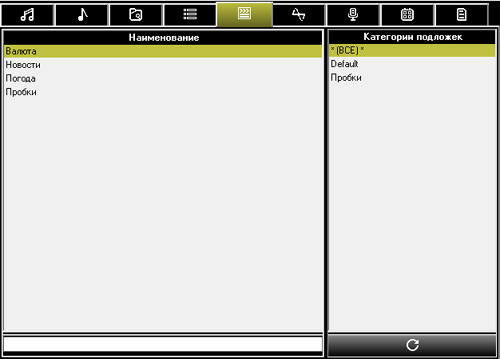 Наименование
Валюта
Новости
Погода
Пробки
Категории подложек
* (ВСЕ) *
Default
Пробки